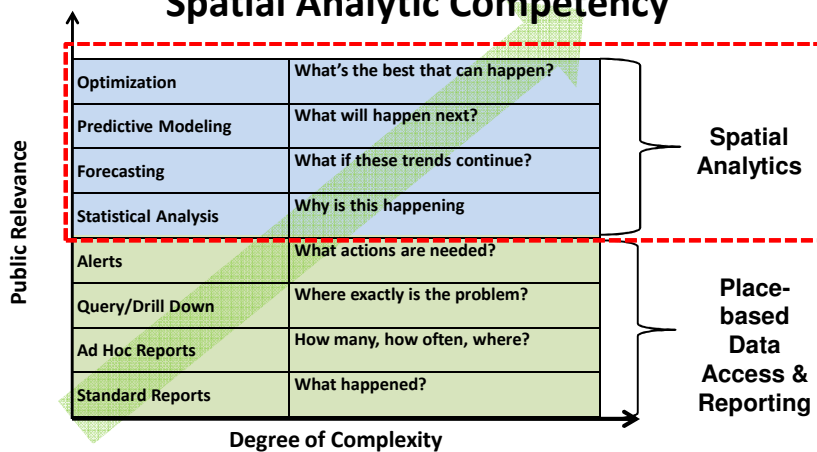 Spatial Analytic Competency
Optimization What's the best that can happen?
Predictive Modeling What will happen next?
Forecasting What if these trends continue?
Statistical Analysis Why is this happening
Alerts What actions are needed?
Query/Drill Down Where exactly is the problem?
Ad Hoc Reports How many, how often, where?
Standard Reports What happened?
Public Relevance
Degree of Complexity
Spatial
Analytics
Place-
based
Data
Access &
Reporting